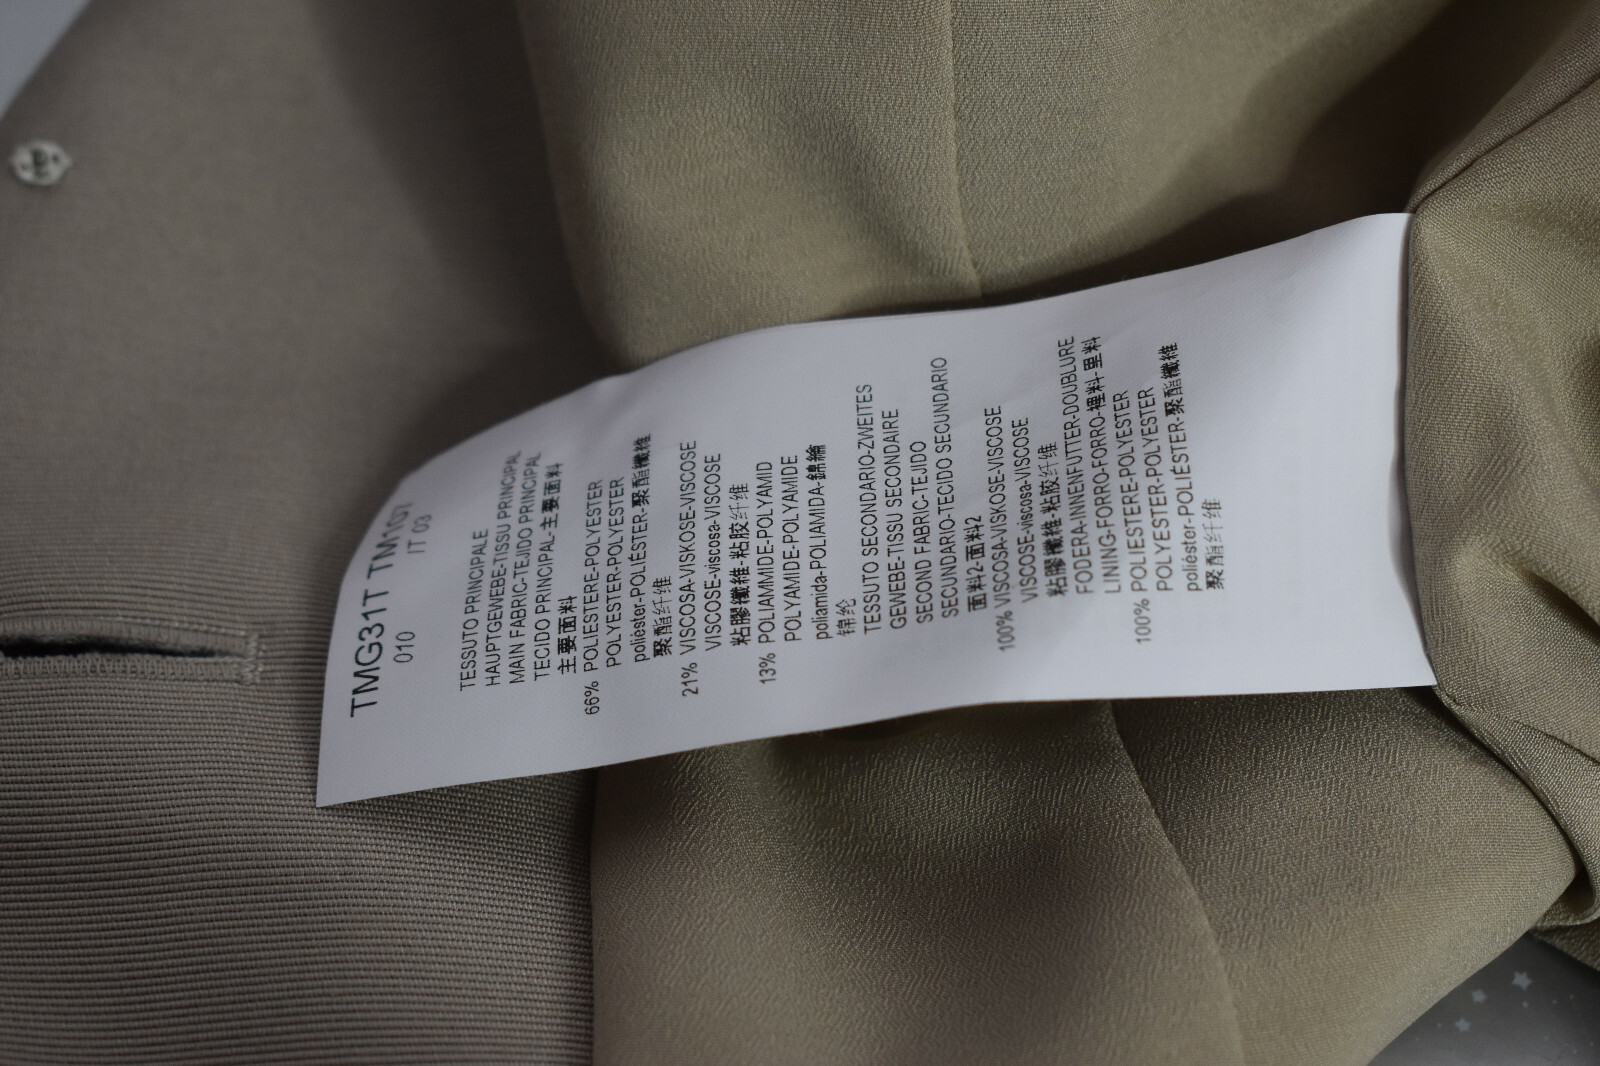 TMG31T TM107
010 IT 03
TESSUTO PRINCIPALE
HAUPTGEWEBE-TISSU PRINCIPAL
MAIN FABRIC-TEJIDO PRINCIPAL
TECIDO PRINCIPAL-主要面料
主要面料
66% POLIESTERE-POLYESTER
POLYESTER-POLYESTER
poliéster-POLIÉSTER-聚酯纖維
聚酯纤维
21% VISCOSA-VISKOSE-VISCOSE
VISCOSE-viscosa-VISCOSE
粘膠纖維-粘胶纤维
13% POLIAMMIDE-POLYAMID
POLYAMIDE-POLYAMIDE
poliamida-POLIAMIDA-錦綸
锦纶
TESSUTO SECONDARIO-ZWEITES
GEWEBE-TISSU SECONDAIRE
SECOND FABRIC-TEJIDO
SECUNDARIO-TECIDO SECUNDARIO
面料2-面料2
100% VISCOSA-VISKOSE-VISCOSE
VISCOSE-viscosa-VISCOSE
粘膠纖維-粘胶纤维
FODERA-INNENFUTTER-DOUBLURE
LINING-FORRO-FORRO-裡料-里料
100% POLIESTERE-POLYESTER
POLYESTER-POLYESTER
poliéster-POLIÉSTER-聚酯纖維
聚酯纤维